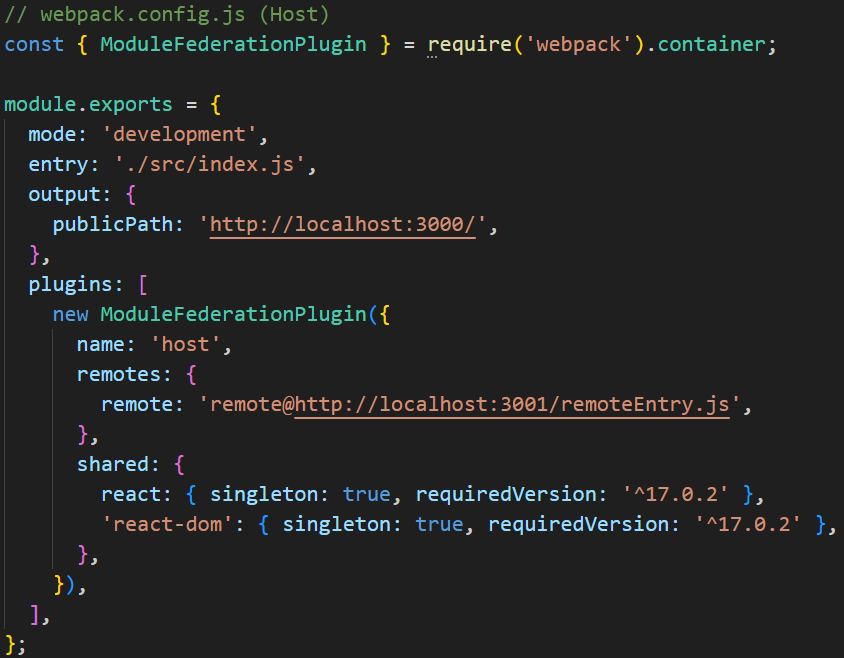 // webpack.config.js (Host)
const { ModuleFederationPlugin } = require('webpack').container;

module.exports = {
  mode: 'development',
  entry: './src/index.js',
  output: {
    publicPath: 'http://localhost:3000/',
  },
  plugins: [
    new ModuleFederationPlugin({
      name: 'host',
      remotes: {
        remote: 'remote@http://localhost:3001/remoteEntry.js',
      },
      shared: {
        react: { singleton: true, requiredVersion: '^17.0.2' },
        'react-dom': { singleton: true, requiredVersion: '^17.0.2' },
      },
    }),
  ],
};